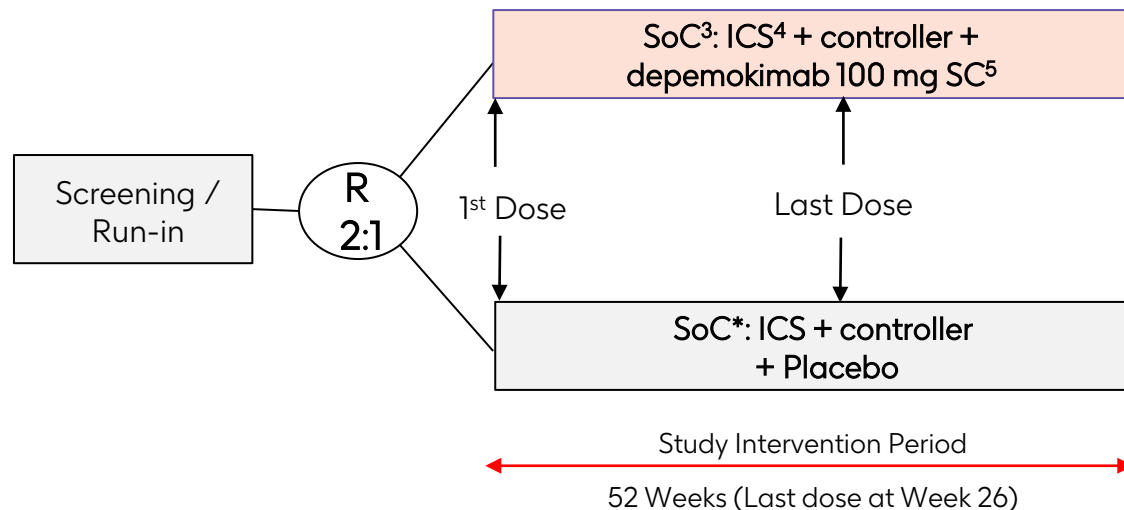 SoC³: ICS⁴ + controller +
depemokimab 100 mg SC⁵
Screening /
Run-in
R
2:1
1ˢᵗ Dose
Last Dose
SoC*: ICS + controller
+ Placebo
Study Intervention Period
52 Weeks (Last dose at Week 26)